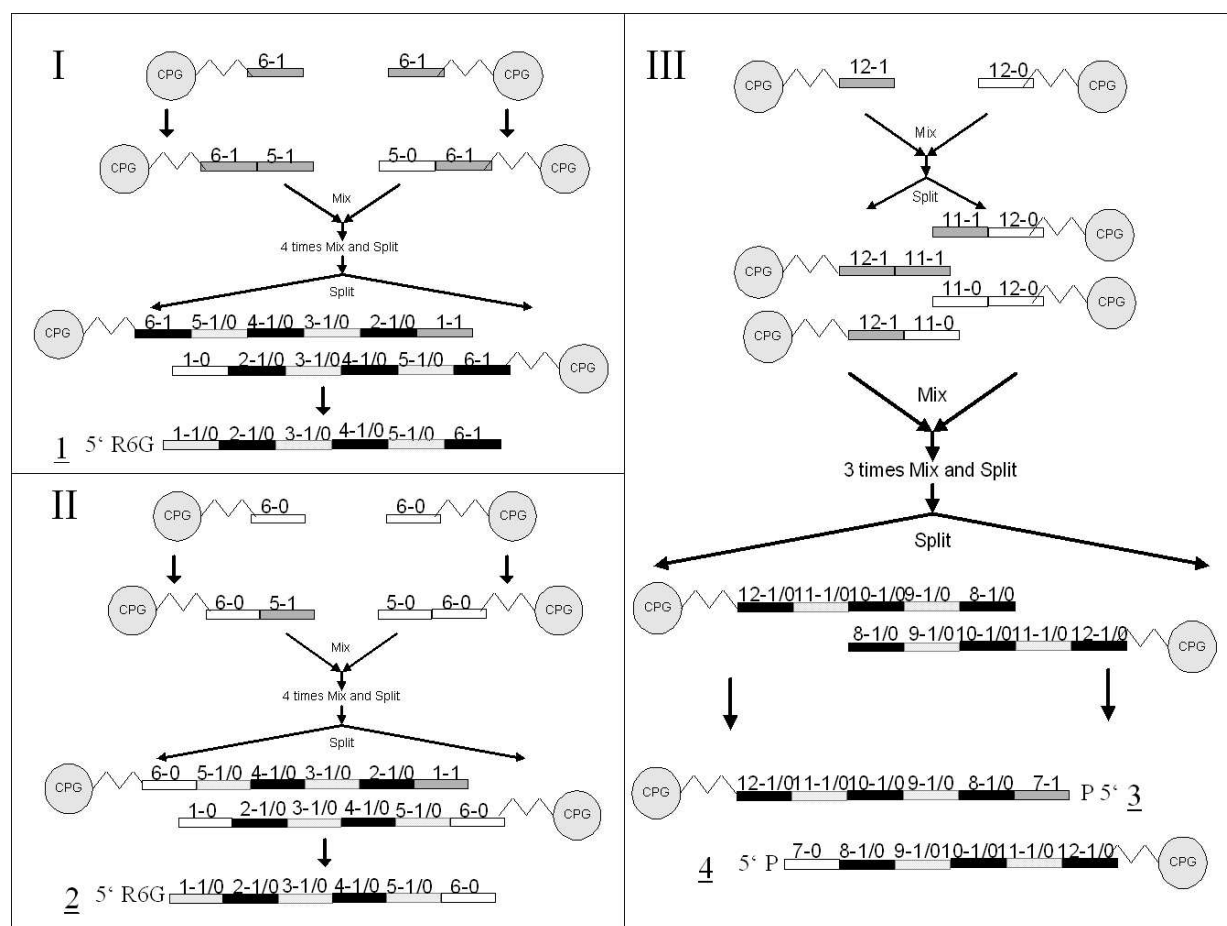 I
6-1 6-1
CPG CPG
6-1 5-1 5-0 6-1
CPG CPG
Mix
4 times Mix and Split
Split
6-1 5-1/0 4-1/0 3-1/0 2-1/0 1-1
CPG
1-0 2-1/0 3-1/0 4-1/0 5-1/0 6-1
CPG
1 5‘ R6G 1-1/0 2-1/0 3-1/0 4-1/0 5-1/0 6-1
II
6-0 6-0
CPG CPG
6-0 5-1 5-0 6-0
CPG CPG
Mix
4 times Mix and Split
Split
6-0 5-1/0 4-1/0 3-1/0 2-1/0 1-1
CPG
1-0 2-1/0 3-1/0 4-1/0 5-1/0 6-0
CPG
2 5‘ R6G 1-1/0 2-1/0 3-1/0 4-1/0 5-1/0 6-0
III
12-1 12-0
CPG CPG
Mix
Split
11-1 12-0
CPG
12-1 11-1
CPG
11-0 12-0
CPG
12-1 11-0
CPG
Mix
3 times Mix and Split
Split
12-1/0 11-1/0 10-1/0 9-1/0 8-1/0
CPG
8-1/0 9-1/0 10-1/0 11-1/0 12-1/0
CPG
12-1/0 11-1/0 10-1/0 9-1/0 8-1/0 7-1
CPG P 5‘ 3
7-0 8-1/0 9-1/0 10-1/0 11-1/0 12-1/0
4 5‘ P CPG